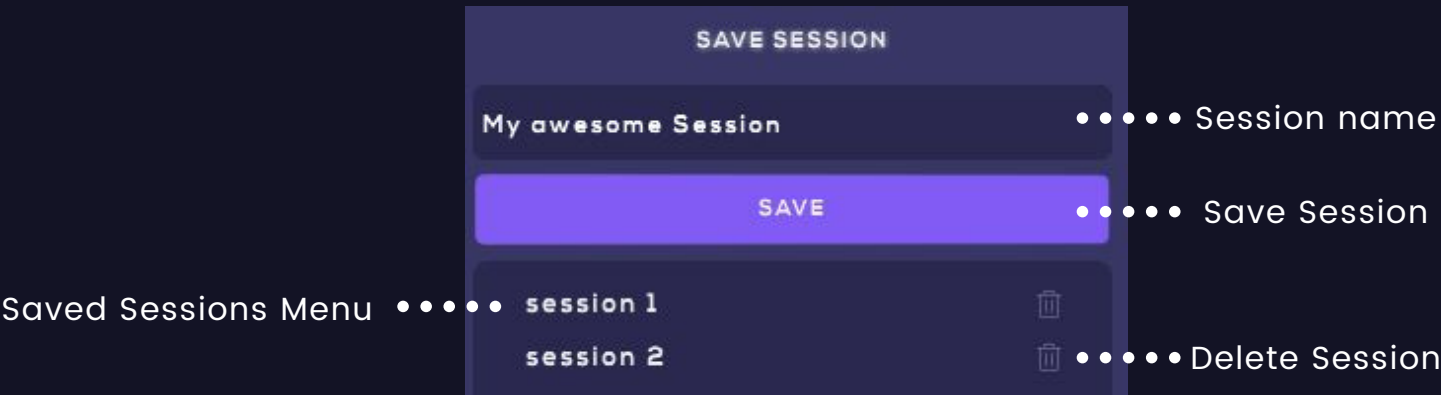 SAVE SESSION
My awesome Session
Session name
SAVE
Save Session
Saved Sessions Menu
session 1
session 2
Delete Session